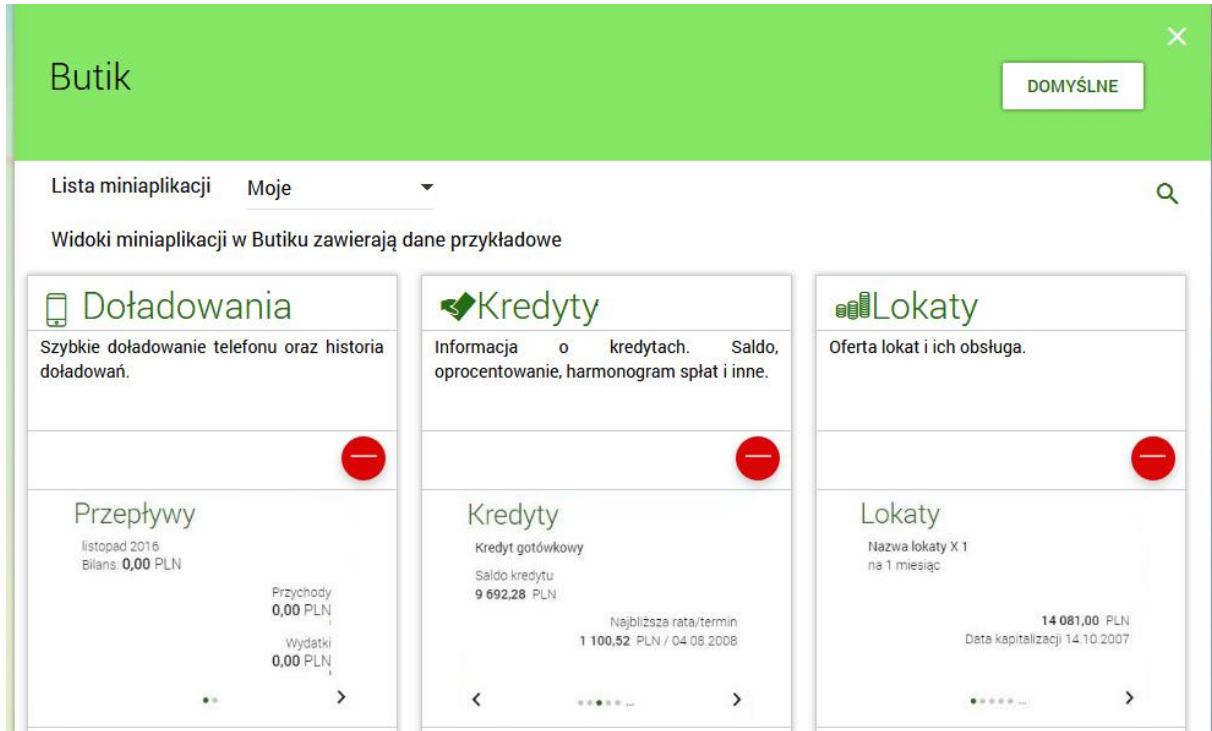 Butik
DOMYŚLNE
Lista miniaplikacji Moje
Widoki miniaplikacji w Butiku zawierają dane przykładowe
Doładowania
Szybkie doładowanie telefonu oraz historia
doładowań.
Przepływy
listopad 2016
Bilans: 0,00 PLN
Przychody
0,00 PLN
Wydatki
0,00 PLN
Kredyty
Informacja o kredytach. Saldo,
oprocentowanie, harmonogram spłat i inne.
Kredyty
Kredyt gotówkowy
Saldo kredytu
9 692,28 PLN
Najbliższa rata/termin
1 100,52 PLN / 04.08.2008
...
Lokaty
Oferta lokat i ich obsługa.
Lokaty
Nazwa lokaty X 1
na 1 miesiąc
14 081,00 PLN
Data kapitalizacji 14.10.2007
...